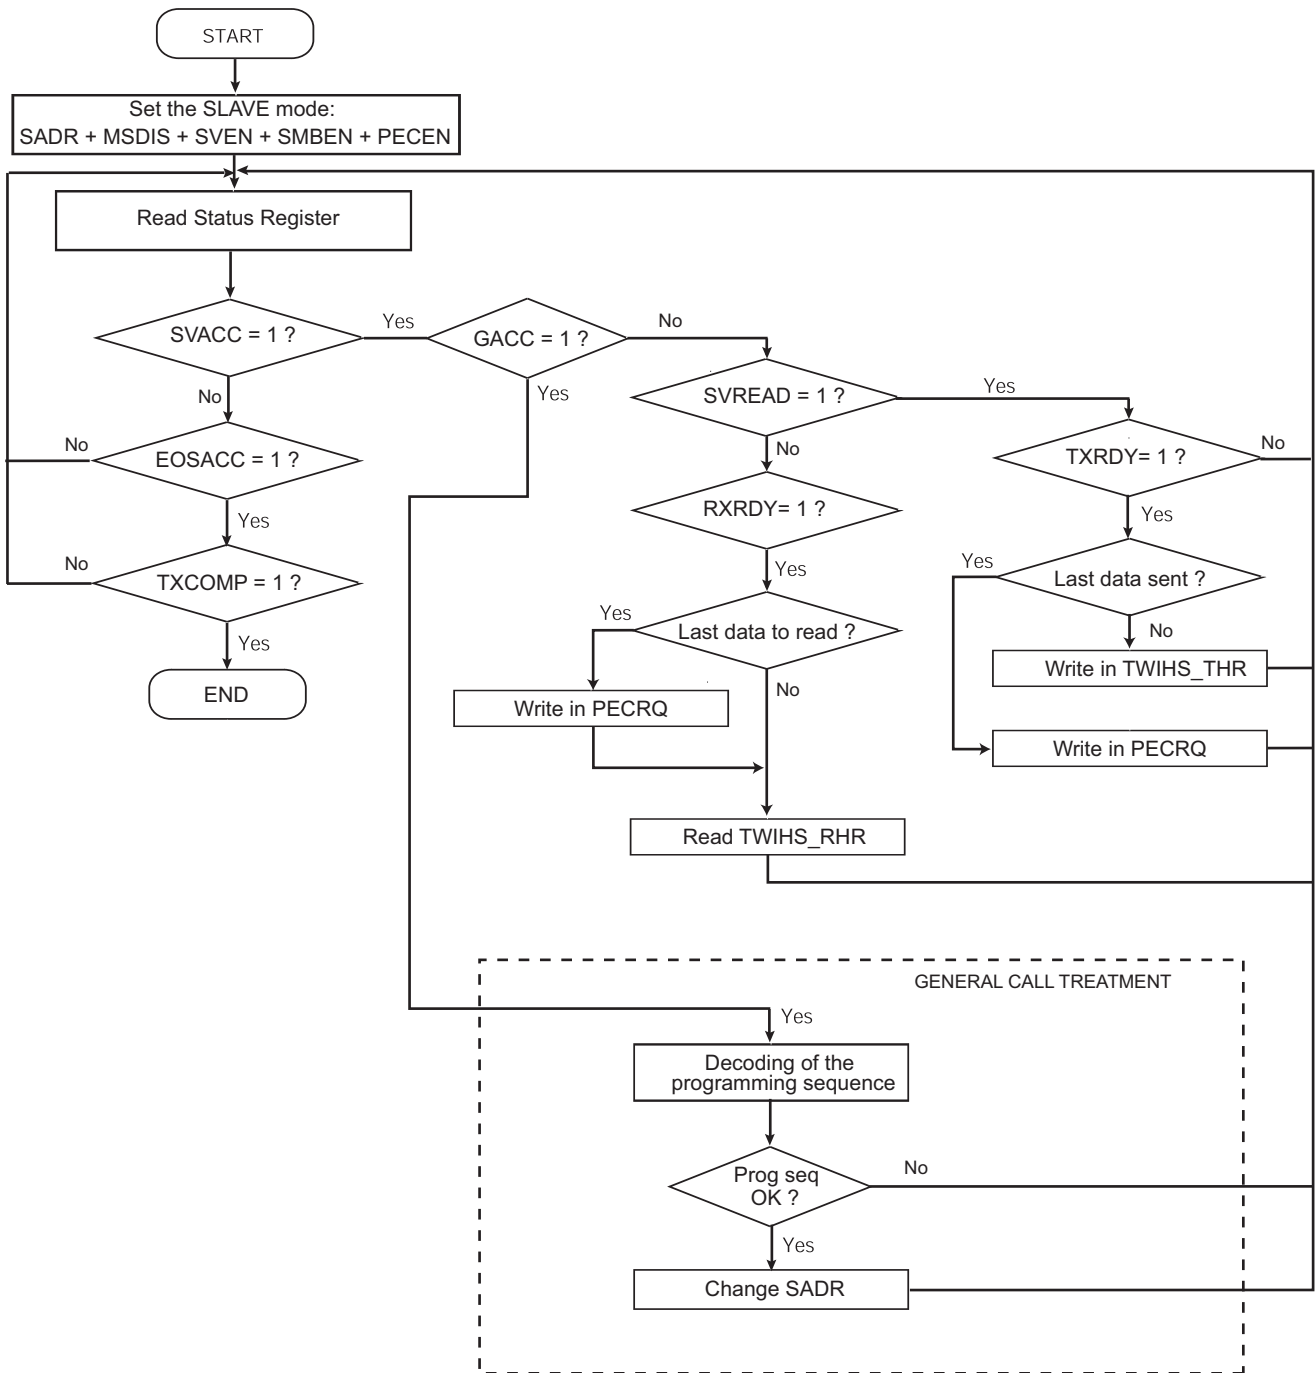 START
Set the SLAVE mode:
SADR + MSDIS + SVEN + SMBEN + PECEN
Read Status Register
SVACC = 1 ?
Yes
GACC = 1 ?
No
No
Yes
SVREAD = 1 ?
Yes
No
EOSACC = 1 ?
No
TXRDY= 1 ?
No
Yes
RXRDY= 1 ?
Yes
No
TXCOMP = 1 ?
Yes
Yes
Last data sent ?
Yes
Last data to read ?
No
Yes
END
No
Write in TWIHS_THR
Write in PECRQ
Write in PECRQ
Read TWIHS_RHR
GENERAL CALL TREATMENT
Yes
Decoding of the
programming sequence
Prog seq
OK ?
No
Yes
Change SADR